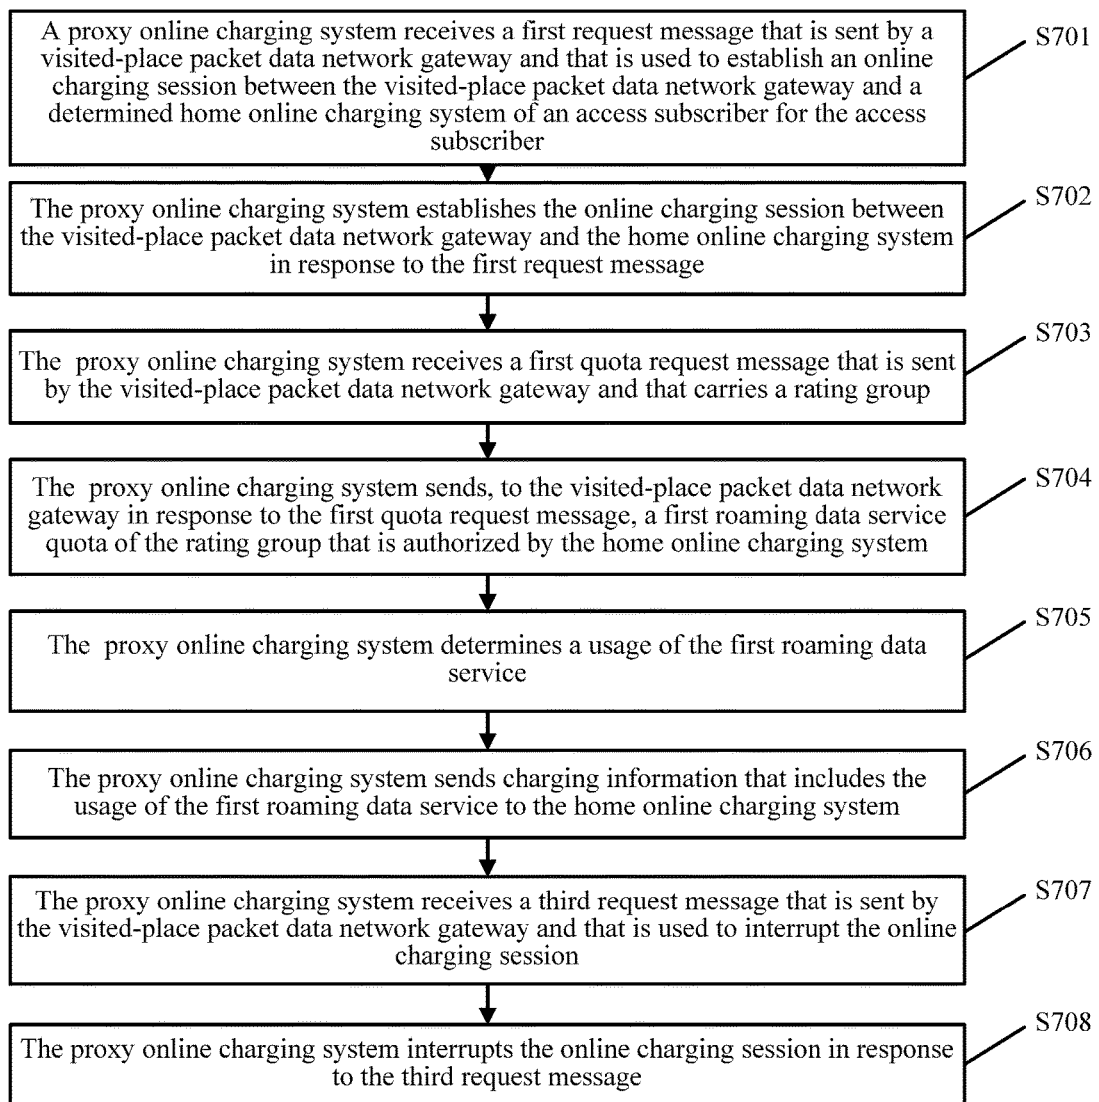 A proxy online charging system receives a first request message that is sent by a
visited-place packet data network gateway and that is used to establish an online
charging session between the visited-place packet data network gateway and a
determined home online charging system of an access subscriber for the access
subscriber
S701
The proxy online charging system establishes the online charging session between
the visited-place packet data network gateway and the home online charging system
in response to the first request message
S702
The proxy online charging system receives a first quota request message that is sent
by the visited-place packet data network gateway and that carries a rating group
S703
The proxy online charging system sends, to the visited-place packet data network
gateway in response to the first quota request message, a first roaming data service
quota of the rating group that is authorized by the home online charging system
S704
The proxy online charging system determines a usage of the first roaming data
service
S705
The proxy online charging system sends charging information that includes the
usage of the first roaming data service to the home online charging system
S706
The proxy online charging system receives a third request message that is sent by
the visited-place packet data network gateway and that is used to interrupt the online
charging session
S707
The proxy online charging system interrupts the online charging session in response
to the third request message
S708